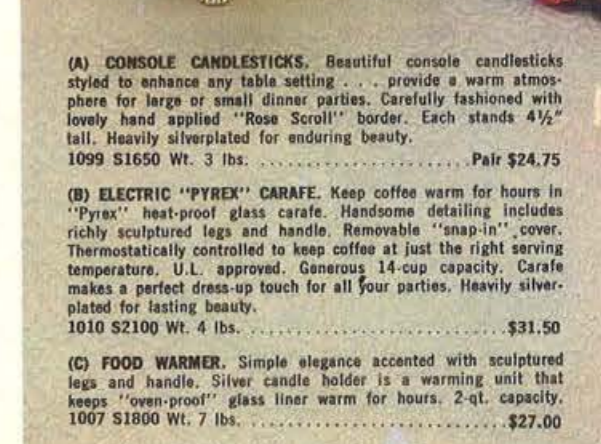 (A) CONSOLE CANDLESTICKS. Beautiful console candlesticks
styled to enhance any table setting . . . provide a warm atmos-
phere for large or small dinner parties. Carefully fashioned with
lovely hand applied "Rose Scroll" border. Each stands 4½"
tall. Heavily silverplated for enduring beauty.
1099 S1650 Wt. 3 lbs. ........................Pair $24.75
(B) ELECTRIC "PYREX" CARAFE. Keep coffee warm for hours in
"Pyrex" heat-proof glass carafe. Handsome detailing includes
richly sculptured legs and handle. Removable "snap-in" cover.
Thermostatically controlled to keep coffee at just the right serving
temperature. U.L. approved. Generous 14-cup capacity. Carafe
makes a perfect dress-up touch for all your parties. Heavily silver-
plated for lasting beauty.
1010 S2100 Wt. 4 lbs. .............................$31.50
(C) FOOD WARMER. Simple elegance accented with sculptured
legs and handle. Silver candle holder is a warming unit that
keeps "oven-proof" glass liner warm for hours. 2-qt. capacity.
1007 S1800 Wt. 7 lbs. .............................$27.00